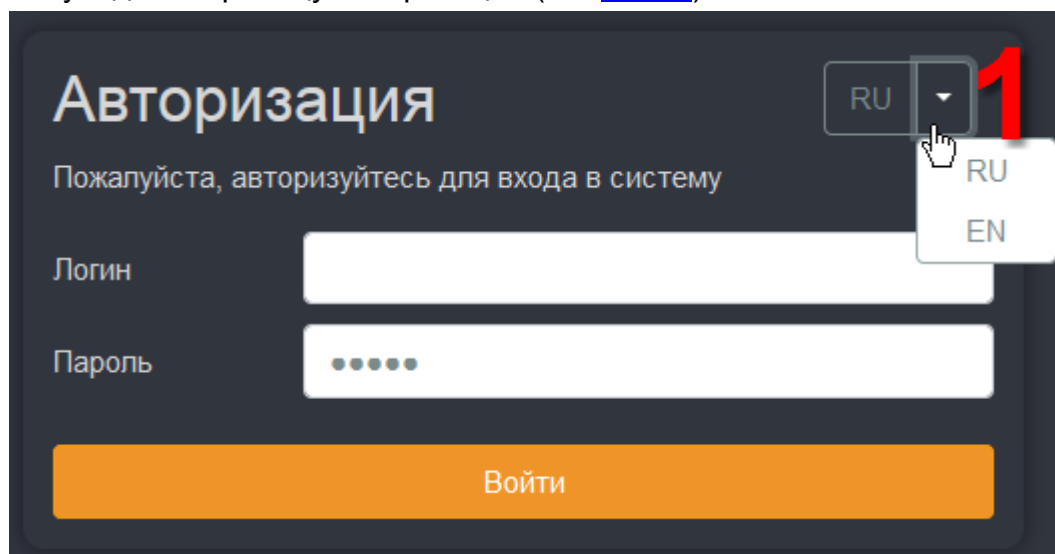 Авторизация
RU
1
Пожалуйста, авторизуйтесь для входа в систему
RU
EN
Логин
Пароль
•••••
Войти